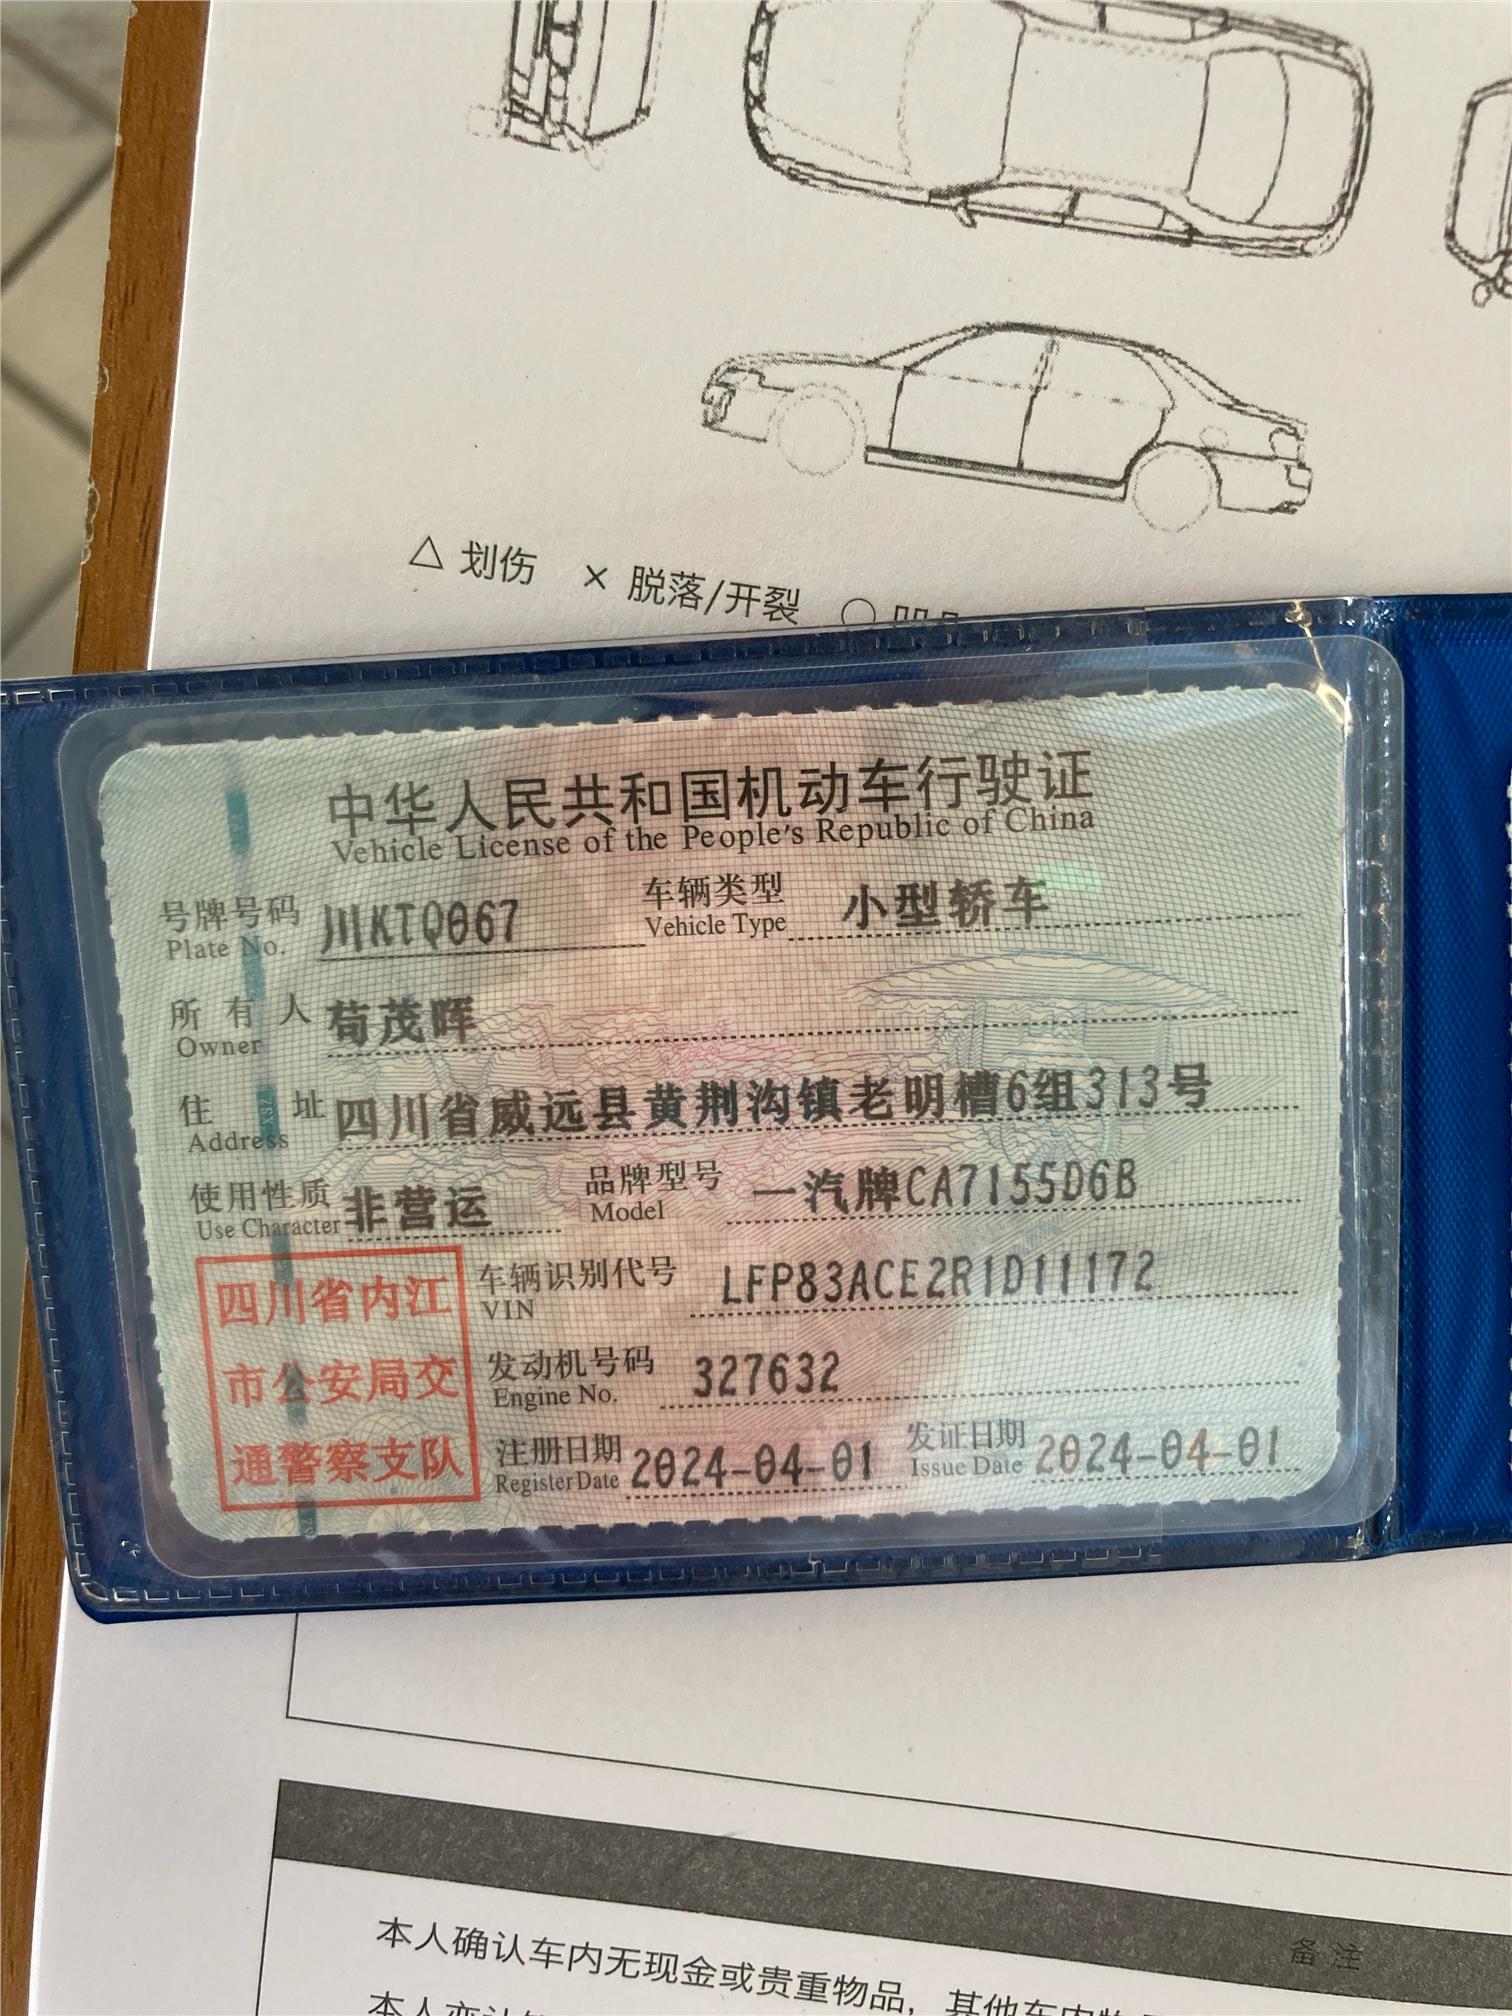 △ 划伤 × 脱落/开裂 ○
中华人民共和国机动车行驶证
Vehicle License of the People's Republic of China
号牌号码 川KTQ067 车辆类型 小型轿车
Plate No. Vehicle Type
所有人 苟茂晖
Owner
住址 四川省威远县黄荆沟镇老明槽6组313号
Address
使用性质 非营运 品牌型号 一汽牌CA7155D6B
Use Character Model
四川省内江
市公安局交
通警察支队
车辆识别代号 LFP83ACE2R1D11172
VIN
发动机号码 327632
Engine No.
注册日期 2024-04-01 发证日期 2024-04-01
Register Date Issue Date
备注
本人确认车内无现金或贵重物品，其他车内物